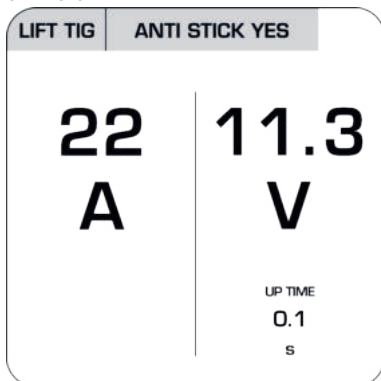 LIFT TIG ANTI STICK YES
22 11.3
A V
UP TIME
0.1
s